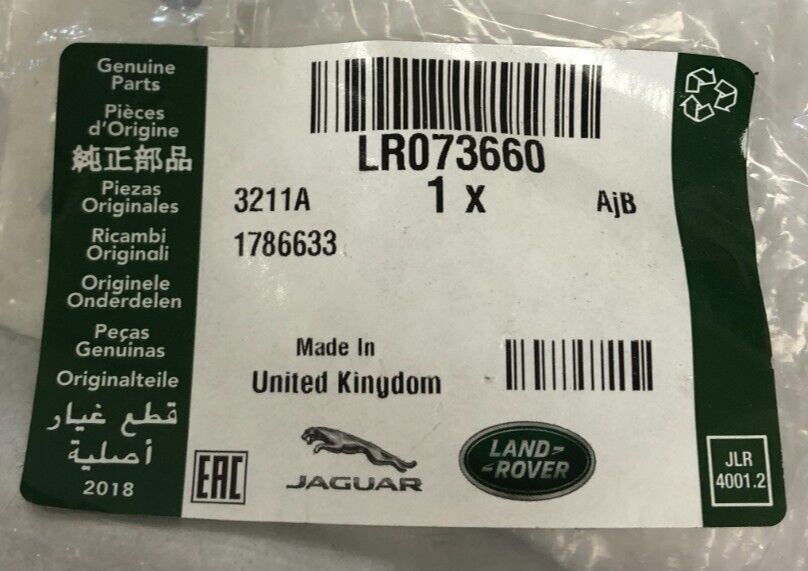 Genuine
Parts
Pièces
d'Origine
純正部品
Piezas
Originales
Ricambi
Originali
Originele
Onderdelen
Peças
Genuinas
Originalteile
قطع غيار
أصلية
2018
LR073660
3211A 1 x AjB
1786633
Made In
United Kingdom
EAC
JAGUAR
LAND-
-ROVER
JLR
4001.2